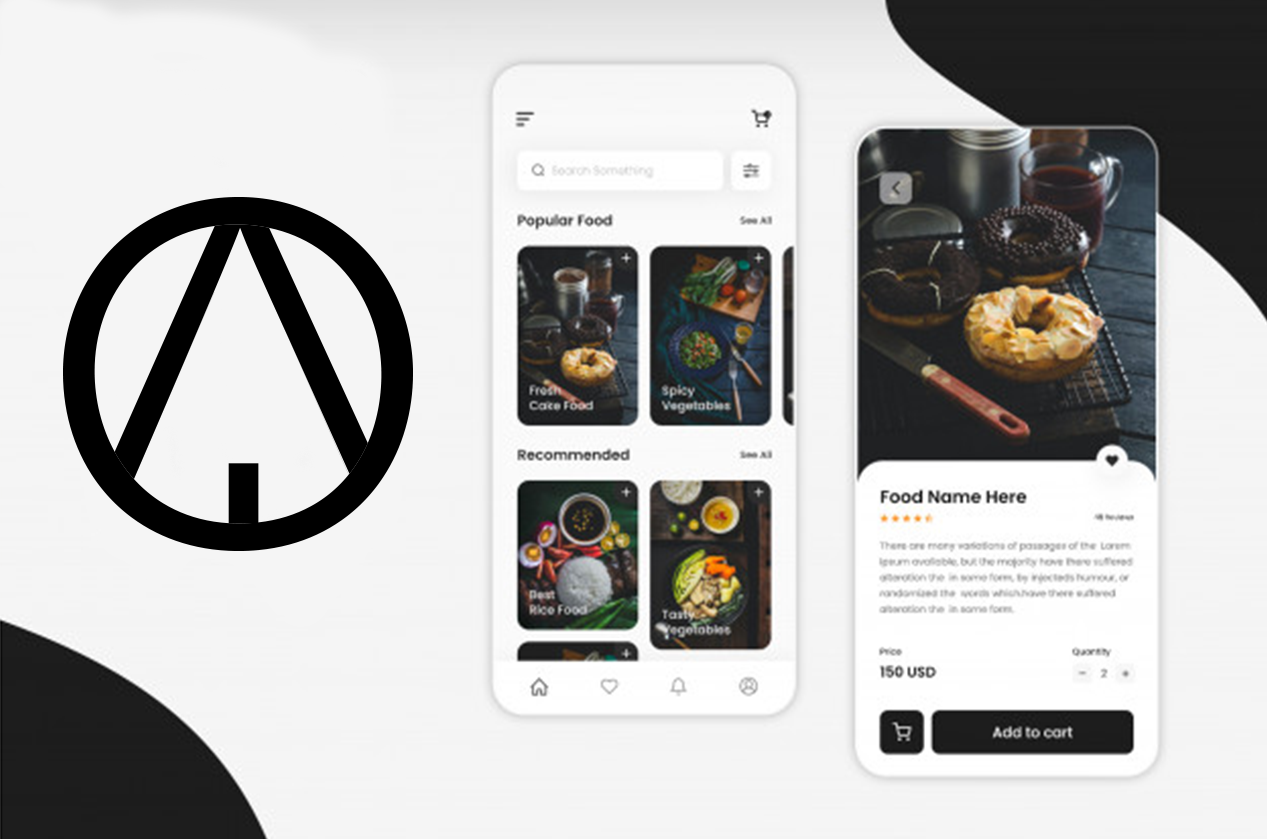 Search Something
Popular Food
See All
Fresh
Cake Food
Spicy
Vegetables
Recommended
See All
Best
Rice Food
Tasty
Vegetables
Food Name Here
Reviews
There are many variations of passages of the Lorem
Ipsum available, but the majority have there suffered
alteration the in some form, by injecteds humour, or
randomized the words which.have there suffered
alteration the in some form.
Price
Quantity
150 USD
2
Add to cart